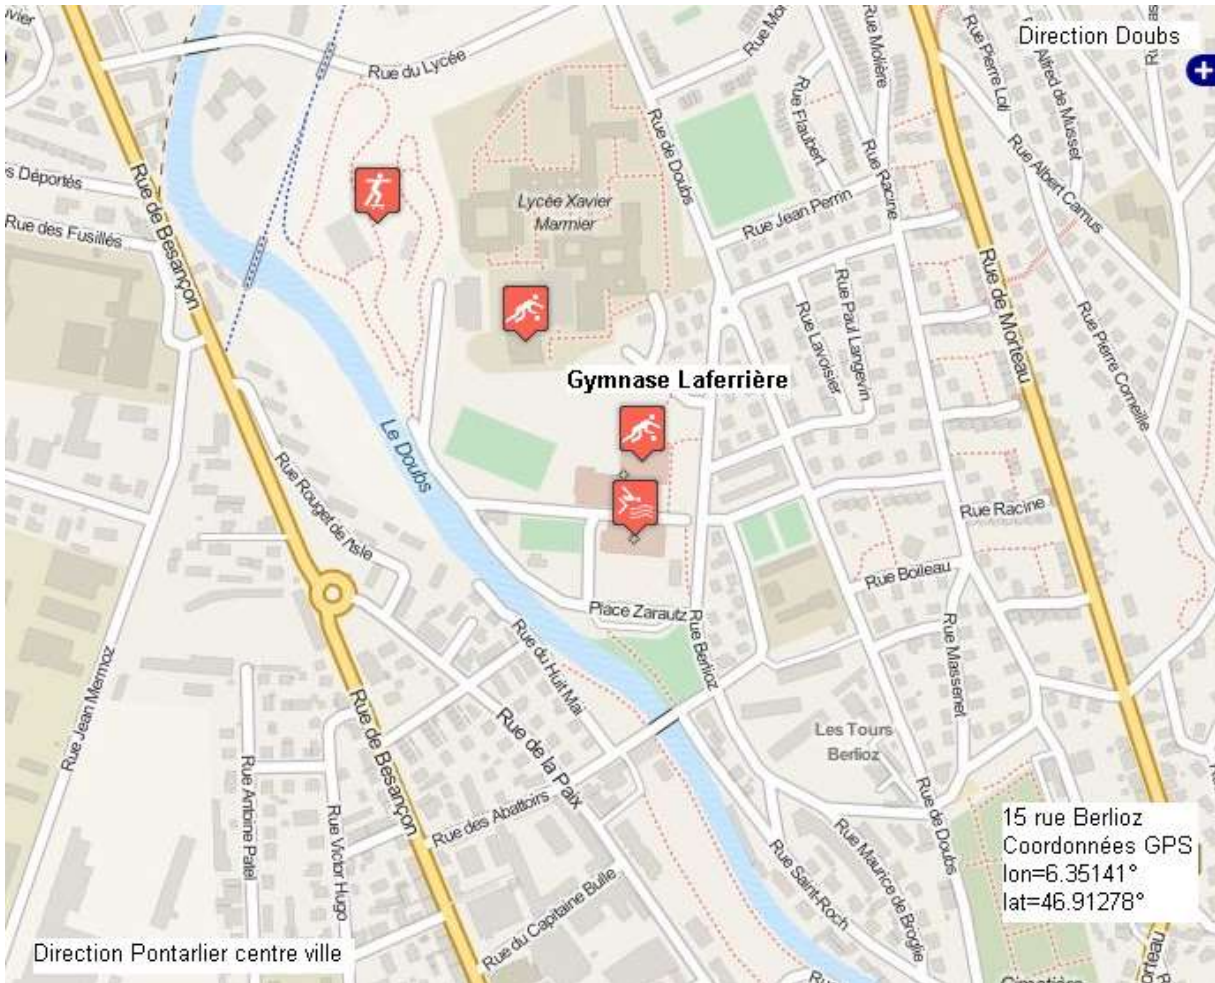 Direction Doubs
Rue du Lycée
Rue Molière
Rue Pierre Loti
Alfred de Musset
Rue Flaubert
Rue de Doubs
Rue Racine
Rue Albert Camus
s Déportés
Rue de Besançon
Lycée Xavier
Marmier
Rue Jean Perrin
Rue des Fusillés
Rue de Morteau
Rue Paul Langevin
Rue Lavoisier
Rue Pierre Corneille
Gymnase Laferrière
Le Doubs
Rue Rouget de l'Isle
Rue Racine
Rue Boileau
Place Zarautz
Rue Berlioz
Rue du Huit Mai
Rue Massenet
Rue Jean Mermoz
Rue de Besançon
Rue de la Paix
Les Tours
Berlioz
Rue Antoine Patel
Rue Victor Hugo
Rue des Abattoirs
Rue de Doubs
Rue Maurice de Broglie
Rue Saint-Roch
Rue du Capitaine Bulle
15 rue Berlioz
Coordonnées GPS
lon=6.35141°
lat=46.91278°
Direction Pontarlier centre ville
orteau
Cimetière